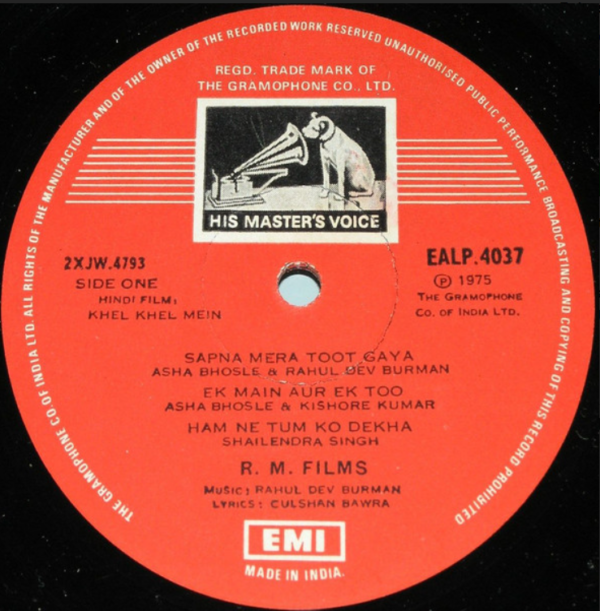 THE GRAMOPHONE CO. OF INDIA LTD. ALL RIGHTS OF THE MANUFACTURER AND OF THE OWNER OF THE RECORDED WORK RESERVED UNAUTHORISED PUBLIC PERFORMANCE BROADCASTING AND COPYING OF THIS RECORD PROHIBITED
REGD. TRADE MARK OF
THE GRAMOPHONE CO., LTD.
HIS MASTER'S VOICE
2XJW.4793
SIDE ONE
HINDI FILM:
KHEL KHEL MEIN
EALP.4037
℗ 1975
THE GRAMOPHONE
CO. OF INDIA LTD.
SAPNA MERA TOOT GAYA
ASHA BHOSLE & RAHUL DEV BURMAN
EK MAIN AUR EK TOO
ASHA BHOSLE & KISHORE KUMAR
HAM NE TUM KO DEKHA
SHAILENDRA SINGH
R. M. FILMS
MUSIC: RAHUL DEV BURMAN
LYRICS: GULSHAN BAWRA
EMI
MADE IN INDIA.